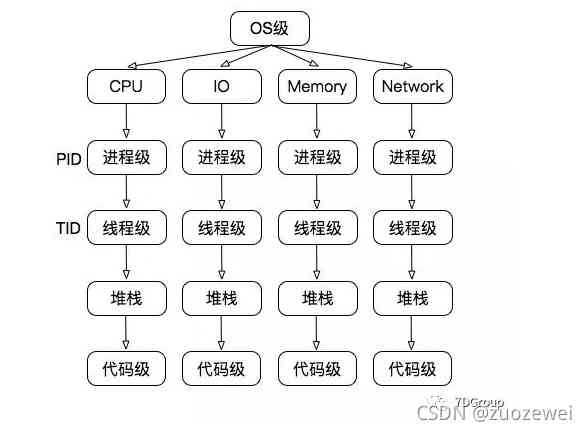 OS级
CPU IO Memory Network
PID 进程级 进程级 进程级 进程级
TID 线程级 线程级 线程级 线程级
堆栈 堆栈 堆栈 堆栈
代码级 代码级 代码级 代码级
7DGroup
CSDN @zuozewei